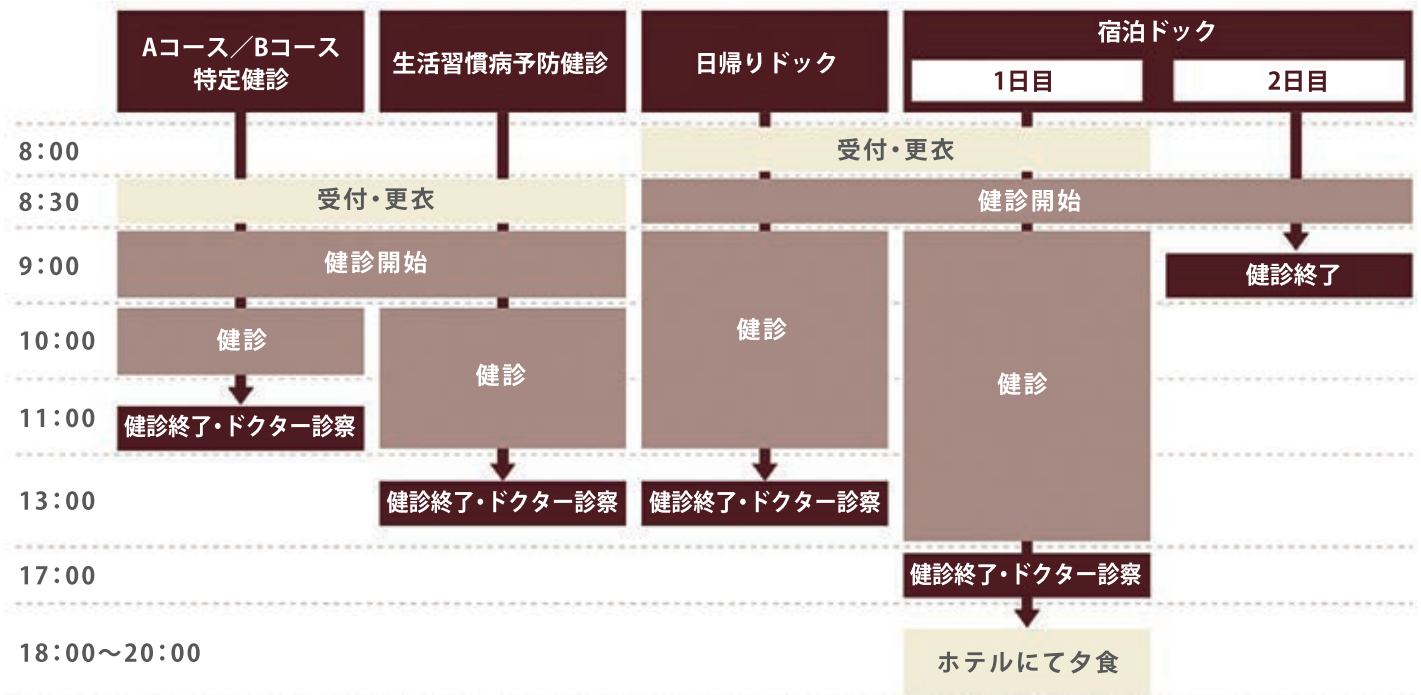 Aコース／Bコース
特定健診
生活習慣病予防健診
日帰りドック
宿泊ドック
1日目
2日目
8：00
受付・更衣
8：30
受付・更衣
健診開始
9：00
健診開始
健診終了
10：00
健診
健診
健診
健診
11：00
健診終了・ドクター診察
13：00
健診終了・ドクター診察
健診終了・ドクター診察
17：00
健診終了・ドクター診察
18：00〜20：00
ホテルにて夕食